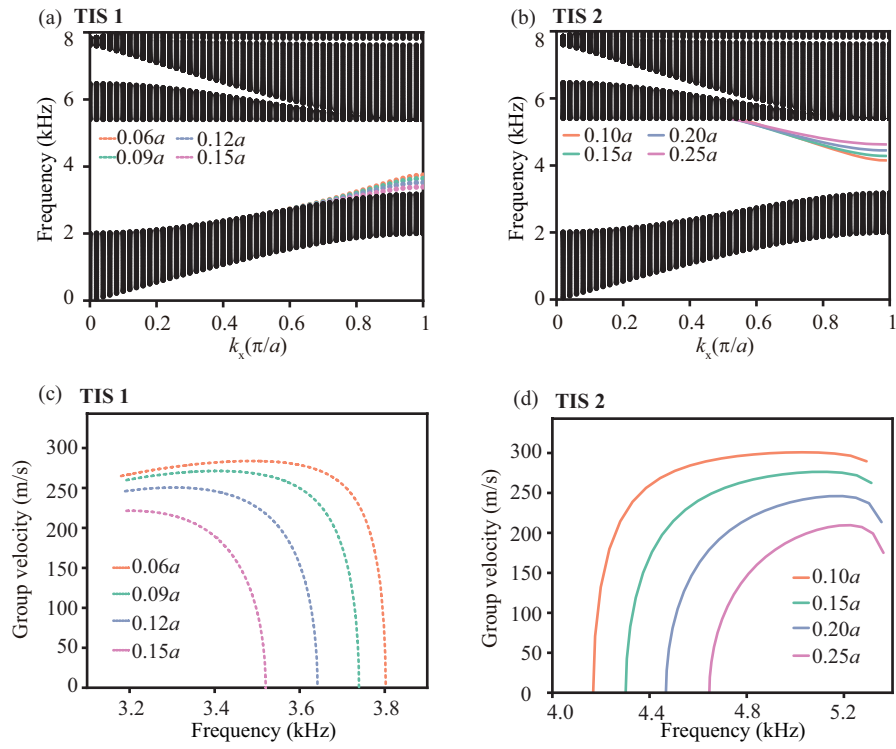 (a) TIS 1
8
6
4
2
0
Frequency (kHz)
0.06a 0.12a
0.09a 0.15a
0 0.2 0.4 0.6 0.8 1
kx(π/a)
(b) TIS 2
8
6
4
2
0
Frequency (kHz)
0.10a 0.20a
0.15a 0.25a
0 0.2 0.4 0.6 0.8 1
kx(π/a)
(c) TIS 1
300
250
200
150
100
50
0
Group velocity (m/s)
0.06a
0.09a
0.12a
0.15a
3.2 3.4 3.6 3.8
Frequency (kHz)
(d) TIS 2
300
250
200
150
100
50
0
Group velocity (m/s)
0.10a
0.15a
0.20a
0.25a
4.0 4.4 4.8 5.2
Frequency (kHz)